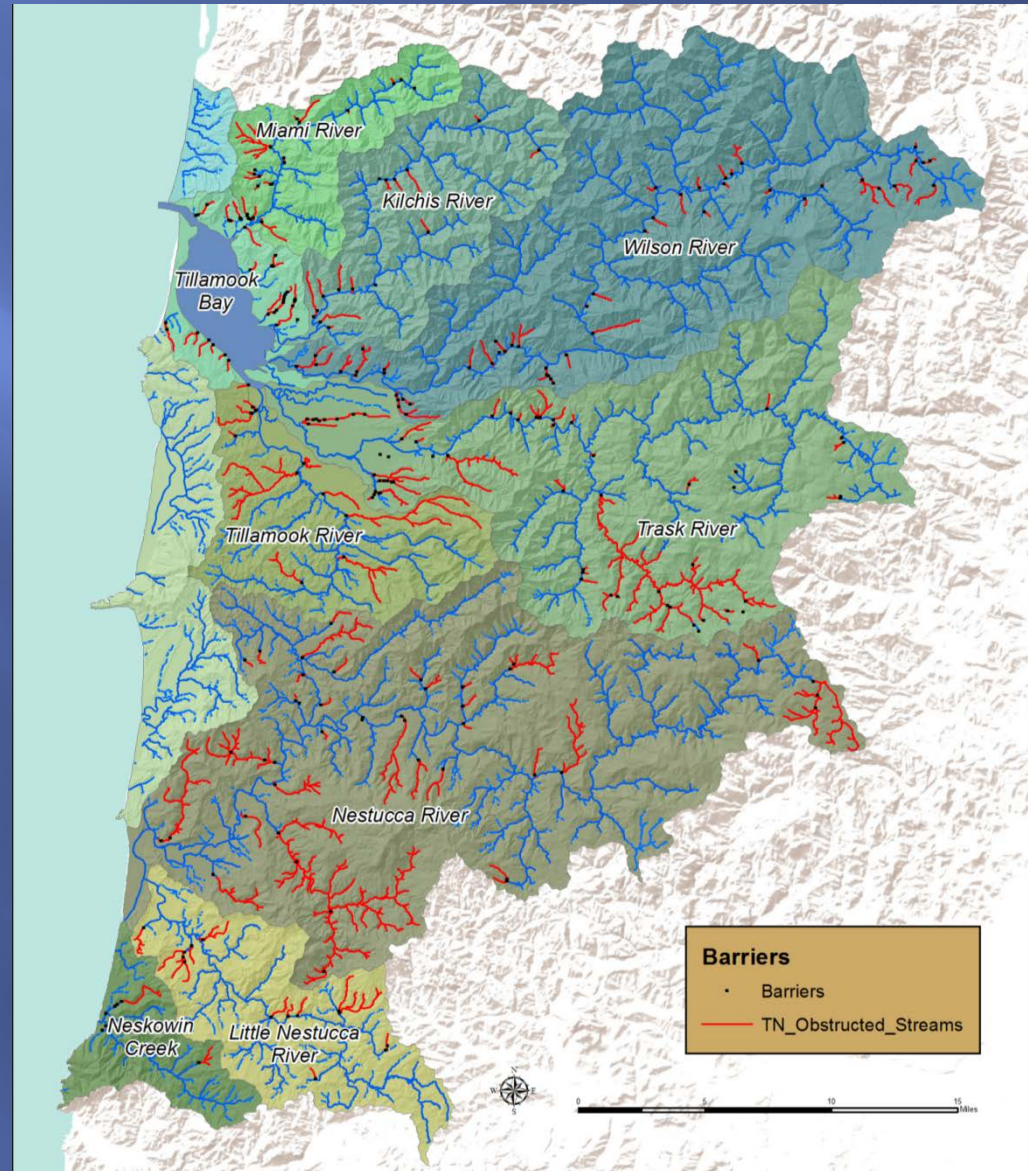 Miami River
Kilchis River
Wilson River
Tillamook
Bay
Trask River
Tillamook River
Nestucca River
Neskowin
Creek
Little Nestucca
River
Barriers
Barriers
TN_Obstructed_Streams
N
W E
S
0 5 10 15
Miles